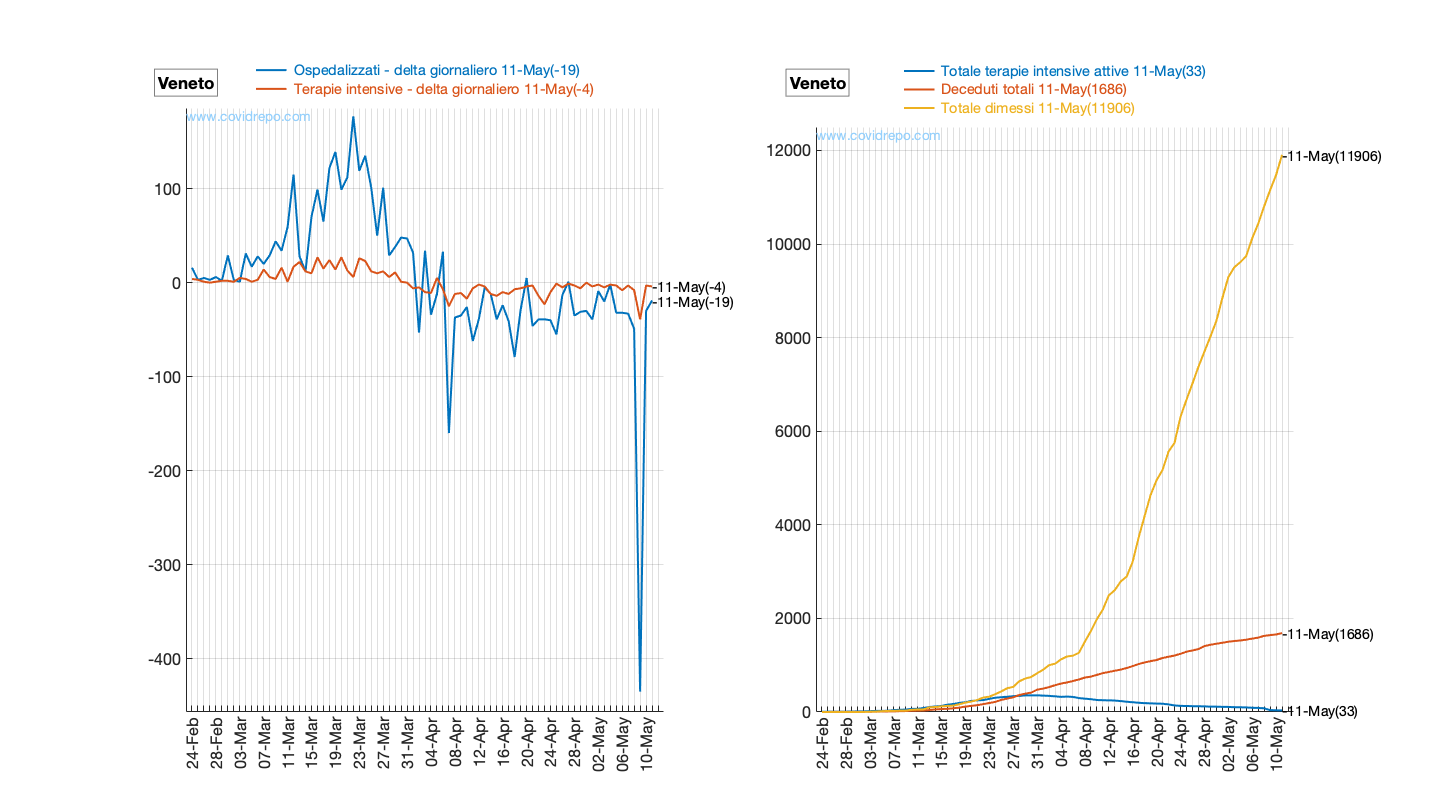 Veneto
Ospedalizzati - delta giornaliero 11-May(-19)
Terapie intensive - delta giornaliero 11-May(-4)
www.covidrepo.com
100
0
-100
-200
-300
-400
11-May(-4)
11-May(-19)
24-Feb
28-Feb
03-Mar
07-Mar
11-Mar
15-Mar
19-Mar
23-Mar
27-Mar
31-Mar
04-Apr
08-Apr
12-Apr
16-Apr
20-Apr
24-Apr
28-Apr
02-May
06-May
10-May
Veneto
Totale terapie intensive attive 11-May(33)
Deceduti totali 11-May(1686)
Totale dimessi 11-May(11906)
www.covidrepo.com
12000
10000
8000
6000
4000
2000
0
11-May(11906)
11-May(1686)
11-May(33)
24-Feb
28-Feb
03-Mar
07-Mar
11-Mar
15-Mar
19-Mar
23-Mar
27-Mar
31-Mar
04-Apr
08-Apr
12-Apr
16-Apr
20-Apr
24-Apr
28-Apr
02-May
06-May
10-May